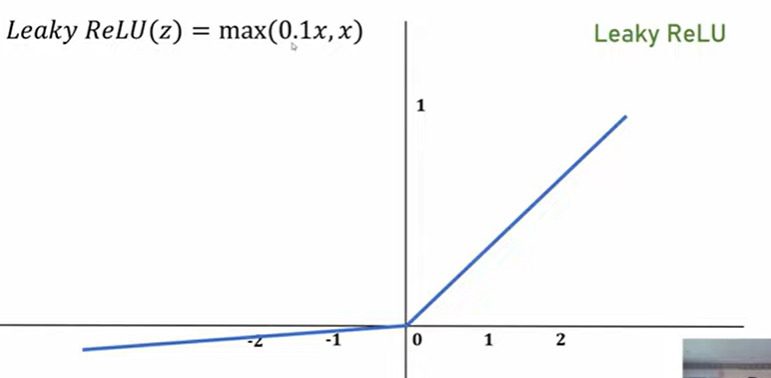 Leaky ReLU(z) = max(0.1x, x)
Leaky ReLU
1
-2 -1 0 1 2